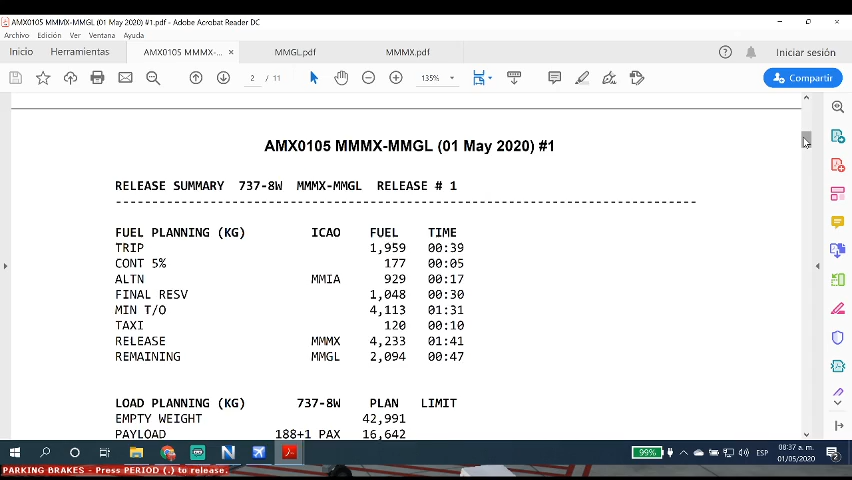 AMX0105 MMMX-MMGL (01 May 2020) #1.pdf - Adobe Acrobat Reader DC
Archivo Edición Ver Ventana Ayuda
Inicio Herramientas AMX0105 MMMX-... × MMGL.pdf MMMX.pdf Iniciar sesión
2 / 11 135% Compartir
AMX0105 MMMX-MMGL (01 May 2020) #1
RELEASE SUMMARY 737-8W MMMX-MMGL RELEASE # 1
--------------------------------------------------------------------------------
FUEL PLANNING (KG) ICAO FUEL TIME
TRIP 1,959 00:39
CONT 5% 177 00:05
ALTN MMIA 929 00:17
FINAL RESV 1,048 00:30
MIN T/O 4,113 01:31
TAXI 120 00:10
RELEASE MMMX 4,233 01:41
REMAINING MMGL 2,094 00:47
LOAD PLANNING (KG) 737-8W PLAN LIMIT
EMPTY WEIGHT 42,991
PAYLOAD 188+1 PAX 16,642
99% ESP 08:37 a. m.
01/05/2020
PARKING BRAKES - Press PERIOD (.) to release.